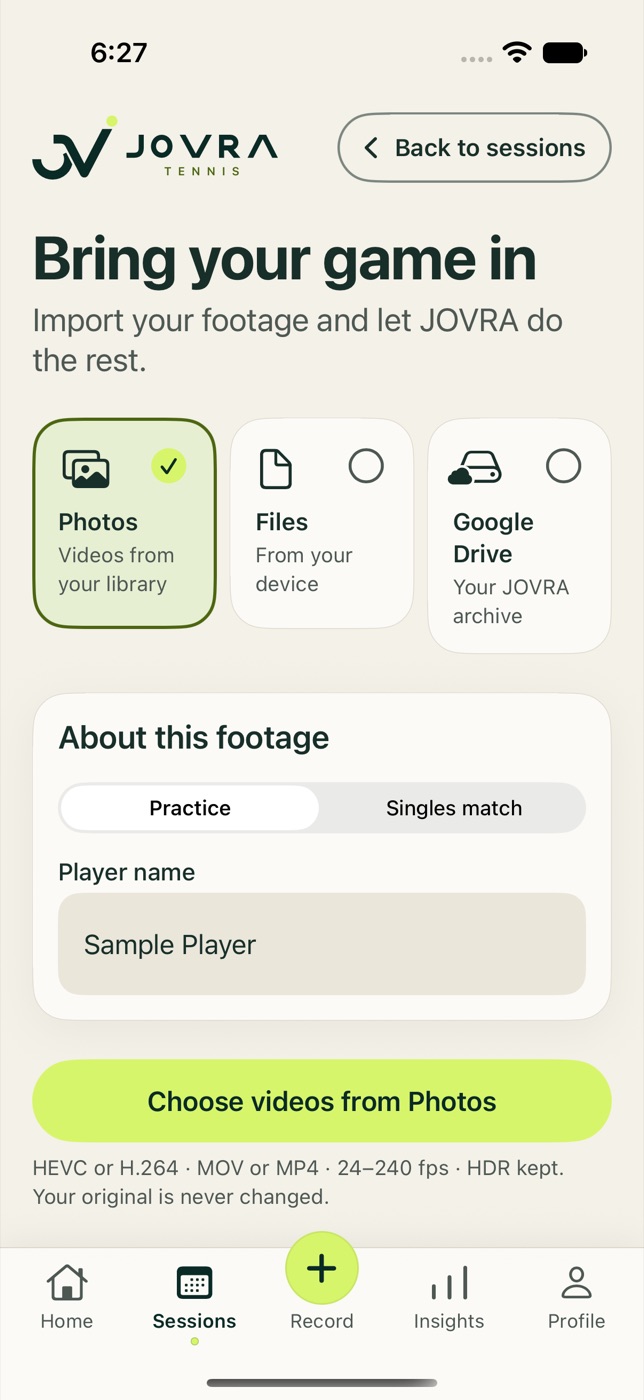 6:27
JOVRA
TENNIS
Back to sessions
Bring your game in
Import your footage and let JOVRA do
the rest.
Photos
Videos from
your library
Files
From your
device
Google
Drive
Your JOVRA
archive
About this footage
Practice
Singles match
Player name
Sample Player
Choose videos from Photos
HEVC or H.264 · MOV or MP4 · 24–240 fps · HDR kept.
Your original is never changed.
Home
Sessions
Record
Insights
Profile